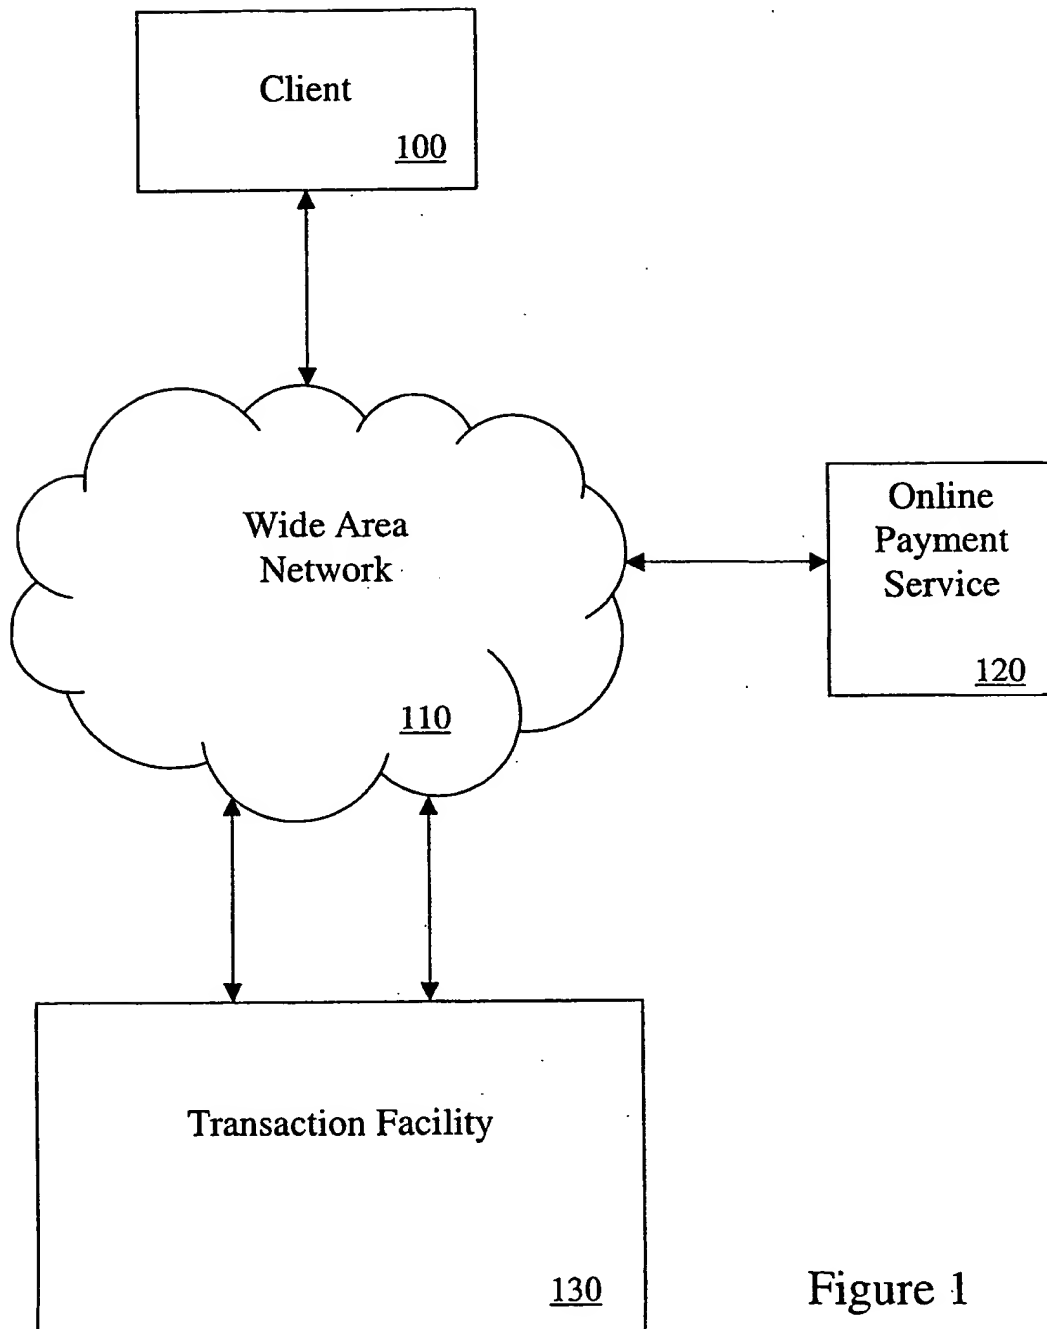 Client
100
Wide Area
Network
110
Online
Payment
Service
120
Transaction Facility
130
Figure 1